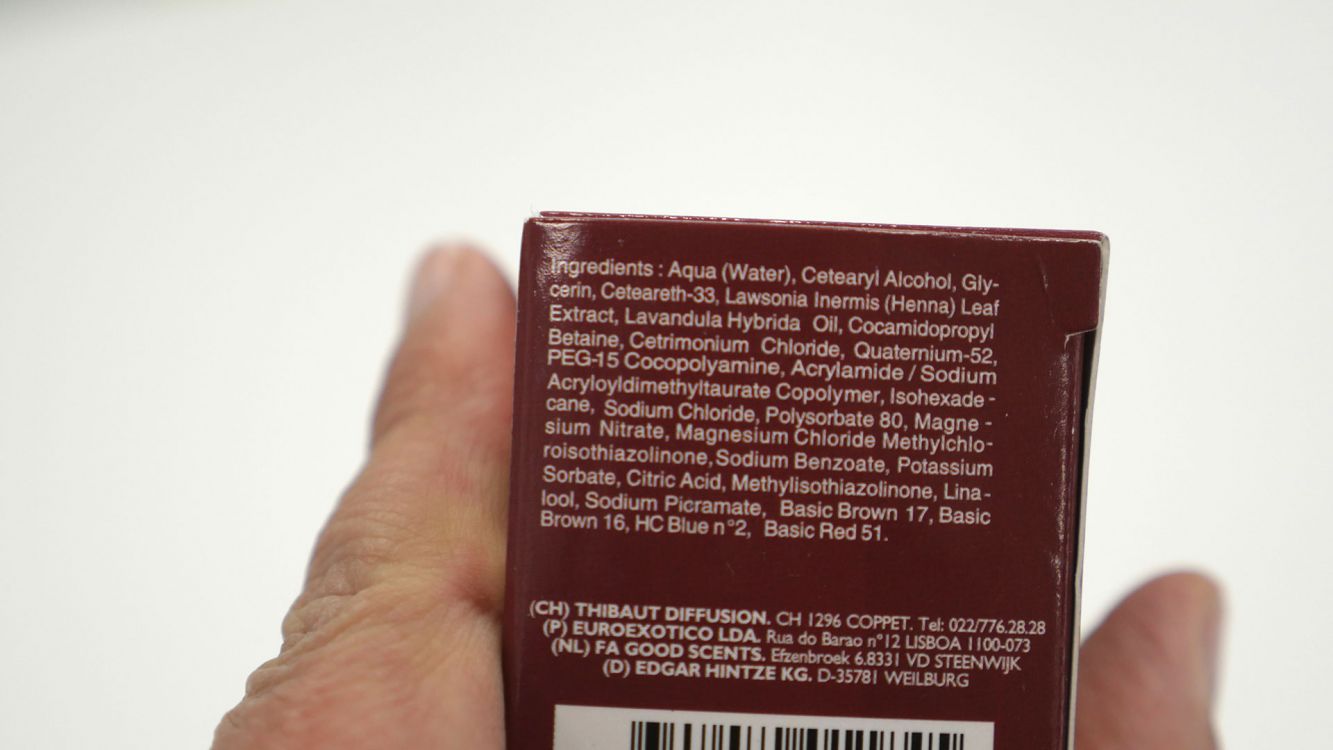 Ingredients : Aqua (Water), Cetearyl Alcohol, Gly-
cerin, Ceteareth-33, Lawsonia Inermis (Henna) Leaf
Extract, Lavandula Hybrida Oil, Cocamidopropyl
Betaine, Cetrimonium Chloride, Quaternium-52,
PEG-15 Cocopolyamine, Acrylamide / Sodium
Acryloyldimethyltaurate Copolymer, Isohexade -
cane, Sodium Chloride, Polysorbate 80, Magne -
sium Nitrate, Magnesium Chloride Methylchlo-
roisothiazolinone, Sodium Benzoate, Potassium
Sorbate, Citric Acid, Methylisothiazolinone, Lina-
lool, Sodium Picramate, Basic Brown 17, Basic
Brown 16, HC Blue n°2, Basic Red 51.
(CH) THIBAUT DIFFUSION. CH 1296 COPPET. Tel: 022/776.28.28
(P) EUROEXOTICO LDA. Rua do Barao n°12 LISBOA 1100-073
(NL) FA GOOD SCENTS. Efzenbroek 6.8331 VD STEENWIJK
(D) EDGAR HINTZE KG. D-35781 WEILBURG